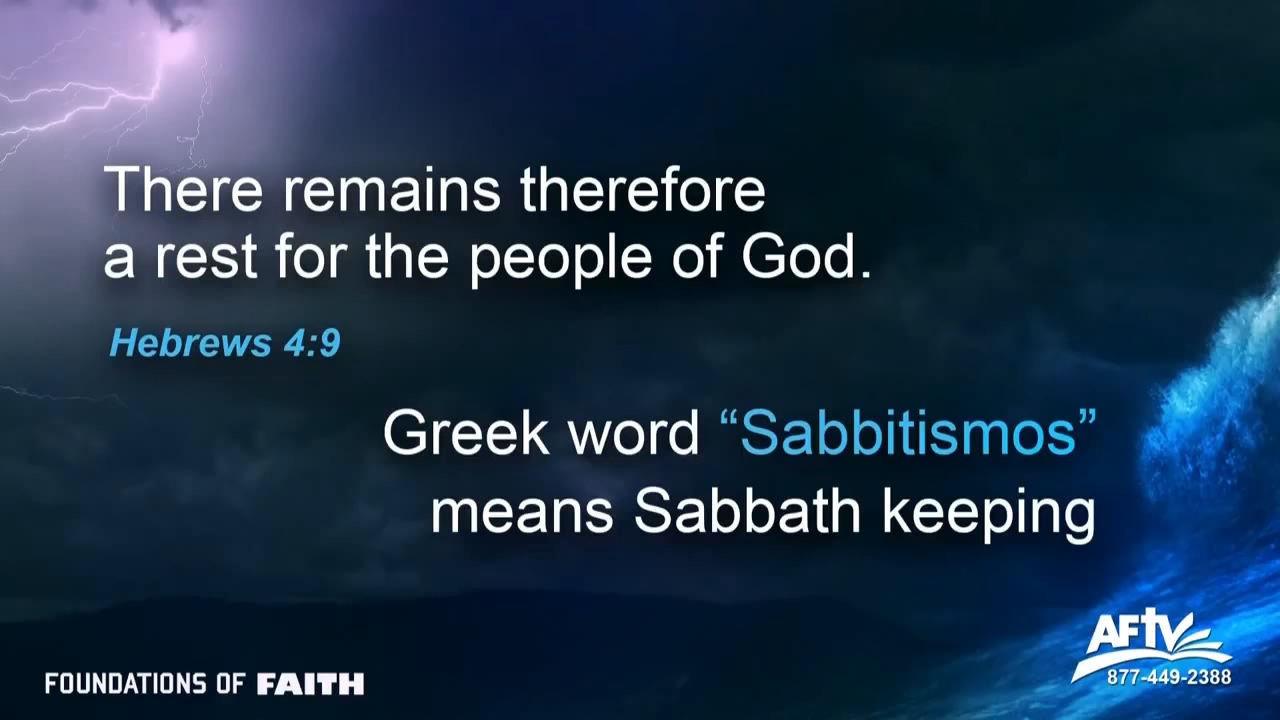 There remains therefore
a rest for the people of God.
Hebrews 4:9
Greek word “Sabbitismos”
means Sabbath keeping
FOUNDATIONS OF FAITH
AFTV
877-449-2388